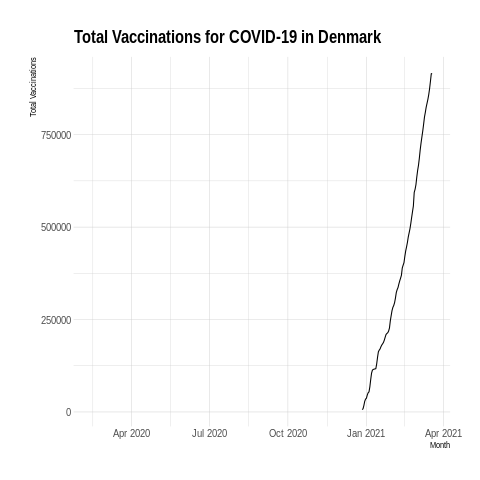 Total Vaccinations for COVID-19 in Denmark
Total Vaccinations
750000
500000
250000
0
Apr 2020 Jul 2020 Oct 2020 Jan 2021 Apr 2021
Month